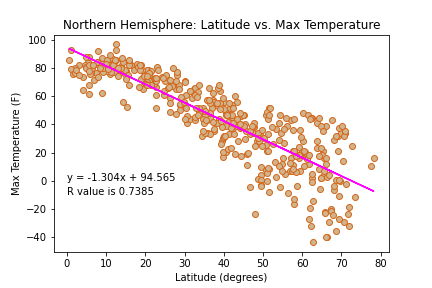 Northern Hemisphere: Latitude vs. Max Temperature
100
80
60
40
20
0
−20
−40
Max Temperature (F)
y = -1.304x + 94.565
R value is 0.7385
0 10 20 30 40 50 60 70 80
Latitude (degrees)